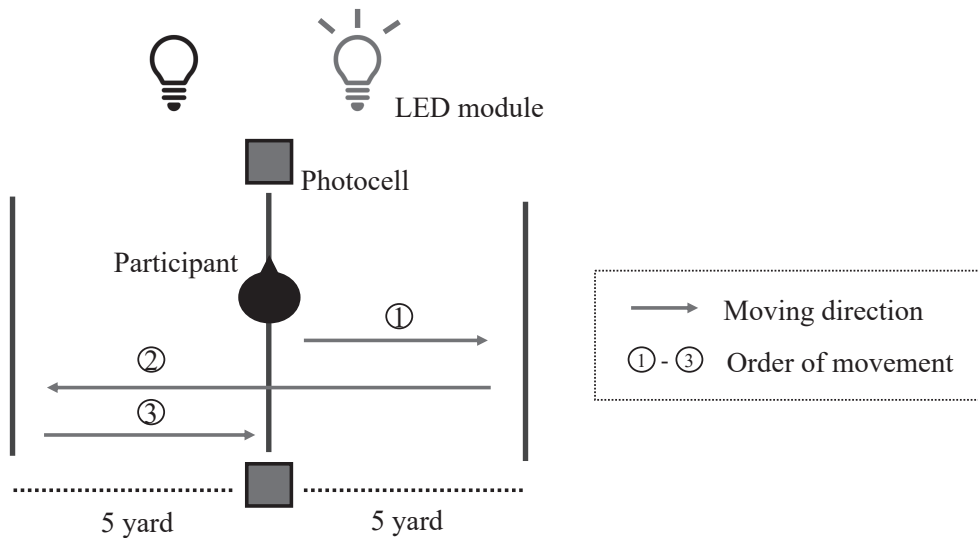 LED module
Photocell
Participant
①
②
③
5 yard
5 yard
Moving direction
① - ③ Order of movement